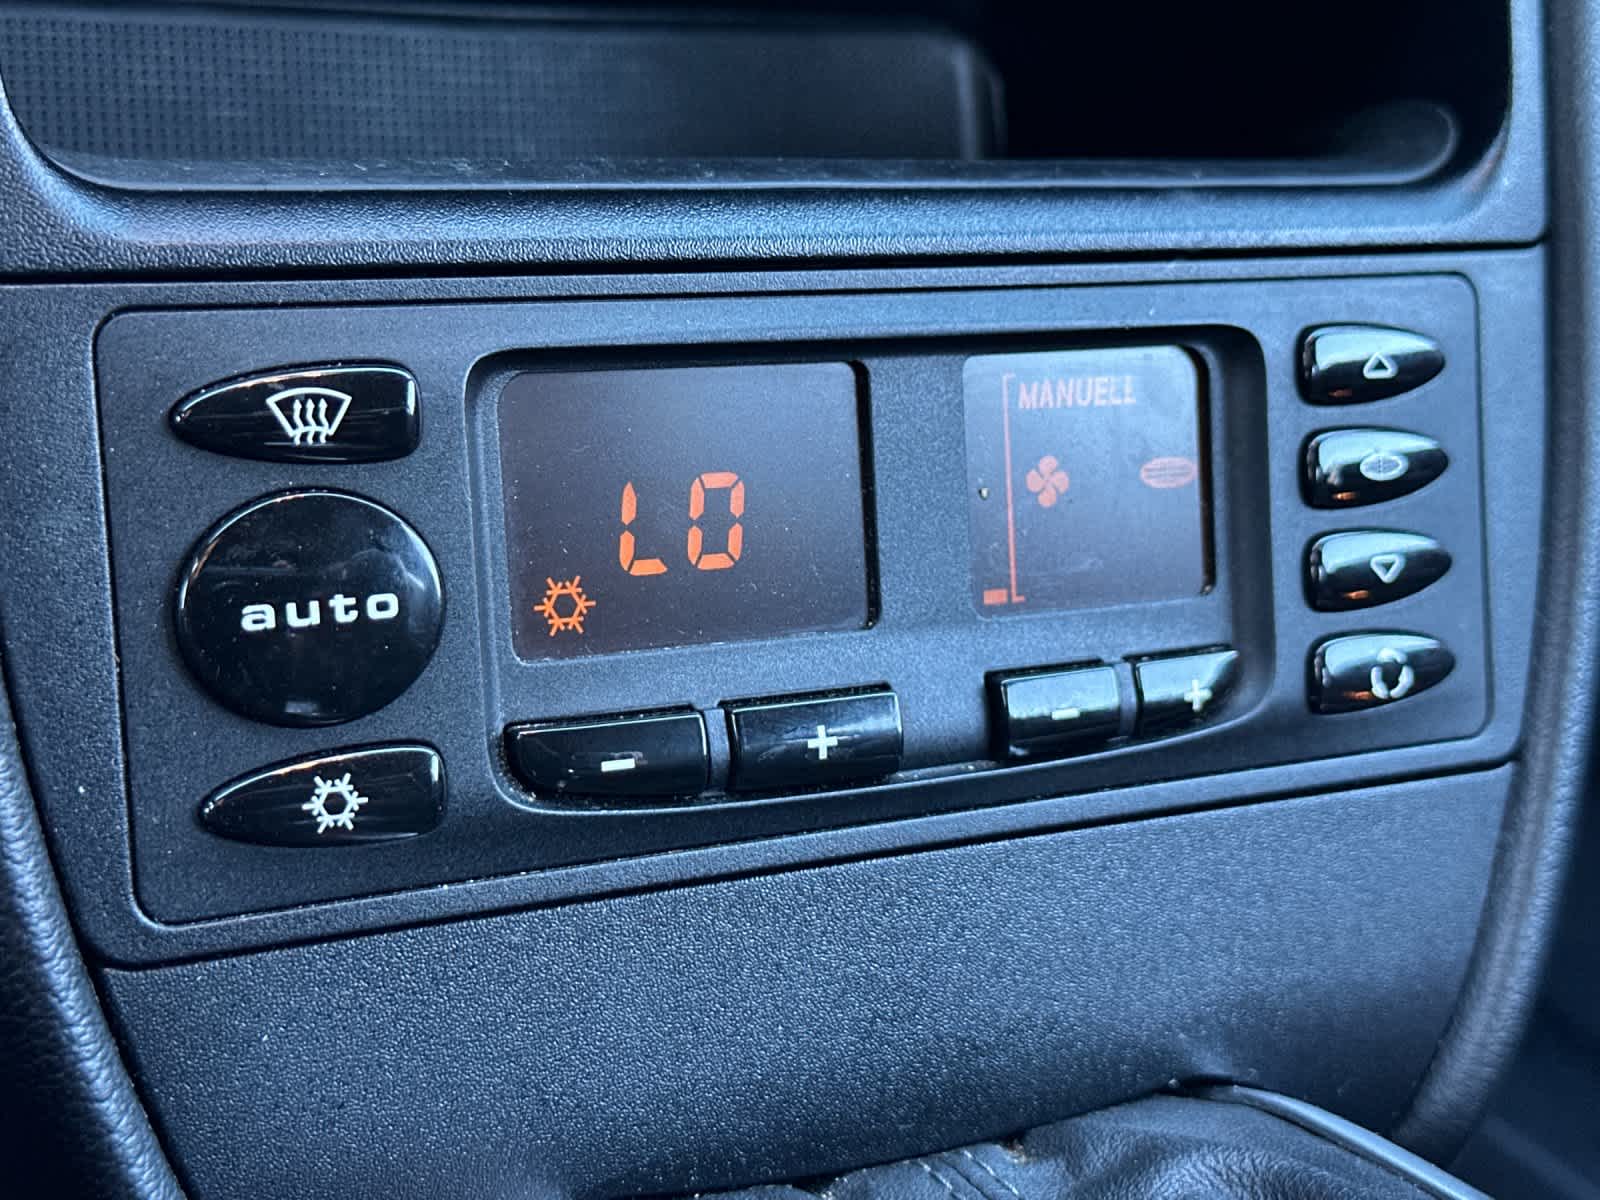 MANUELL
LO
auto
- +
- +